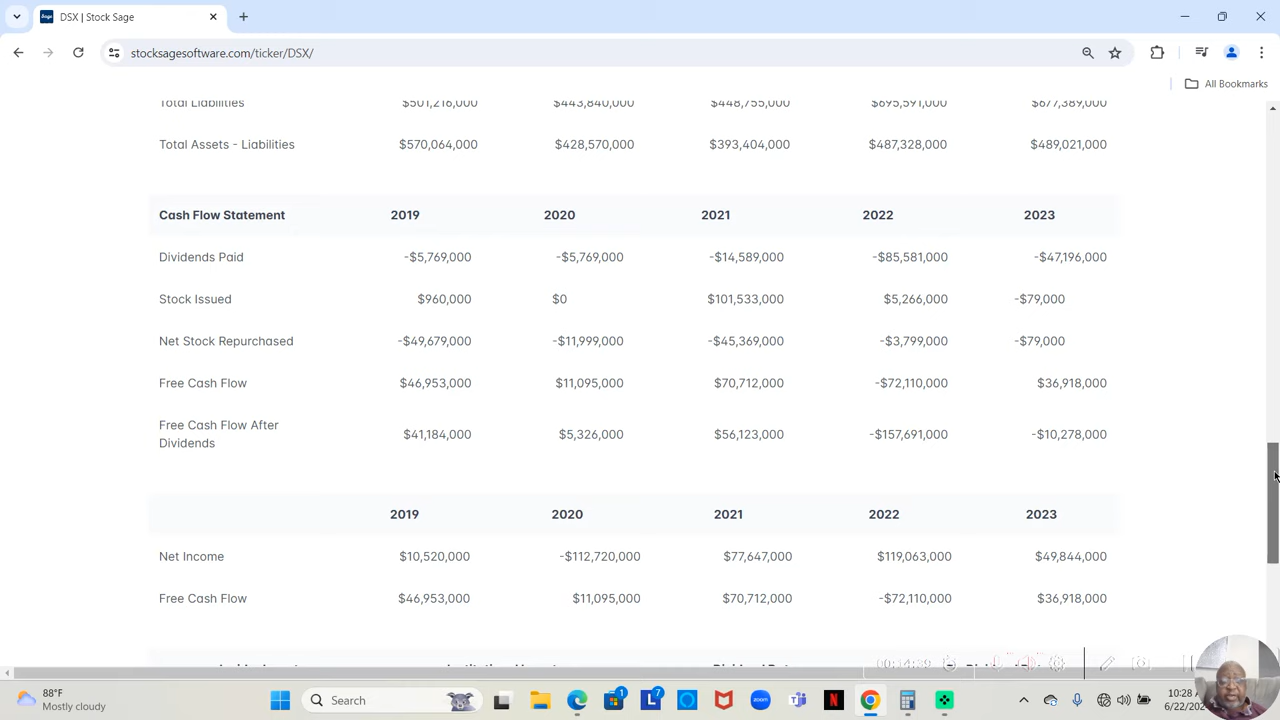 DSX | Stock Sage
stocksagesoftware.com/ticker/DSX/
All Bookmarks
Total Liabilities $501,216,000 $443,840,000 $448,755,000 $695,591,000 $677,389,000
Total Assets - Liabilities $570,064,000 $428,570,000 $393,404,000 $487,328,000 $489,021,000
Cash Flow Statement 2019 2020 2021 2022 2023
Dividends Paid -$5,769,000 -$5,769,000 -$14,589,000 -$85,581,000 -$47,196,000
Stock Issued $960,000 $0 $101,533,000 $5,266,000 -$79,000
Net Stock Repurchased -$49,679,000 -$11,999,000 -$45,369,000 -$3,799,000 -$79,000
Free Cash Flow $46,953,000 $11,095,000 $70,712,000 -$72,110,000 $36,918,000
Free Cash Flow After
Dividends $41,184,000 $5,326,000 $56,123,000 -$157,691,000 -$10,278,000
2019 2020 2021 2022 2023
Net Income $10,520,000 -$112,720,000 $77,647,000 $119,063,000 $49,844,000
Free Cash Flow $46,953,000 $11,095,000 $70,712,000 -$72,110,000 $36,918,000
88°F
Mostly cloudy
Search
zoom
10:28
6/22/